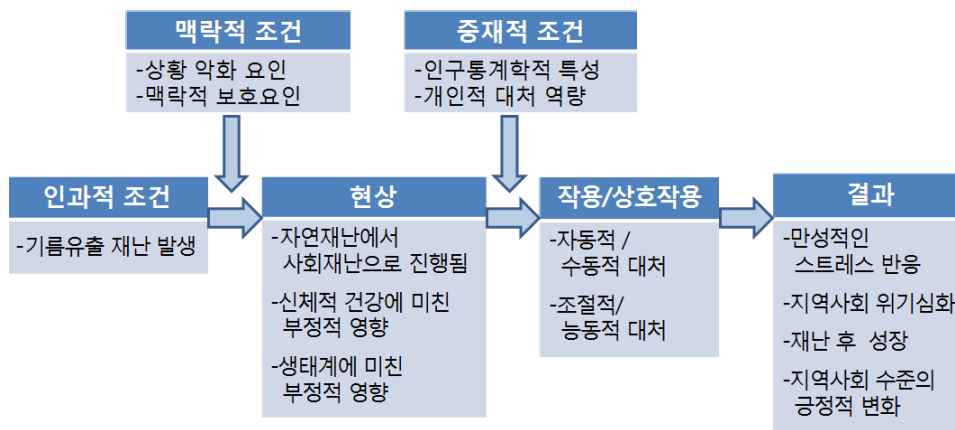 맥락적 조건
-상황 악화 요인
-맥락적 보호요인
중재적 조건
-인구통계학적 특성
-개인적 대처 역량
인과적 조건
-기름유출 재난 발생
현상
-자연재난에서
사회재난으로 진행됨
-신체적 건강에 미친
부정적 영향
-생태계에 미친
부정적 영향
작용/상호작용
-자동적 /
수동적 대처
-조절적/
능동적 대처
결과
-만성적인
스트레스 반응
-지역사회 위기심화
-재난 후 성장
-지역사회 수준의
긍정적 변화